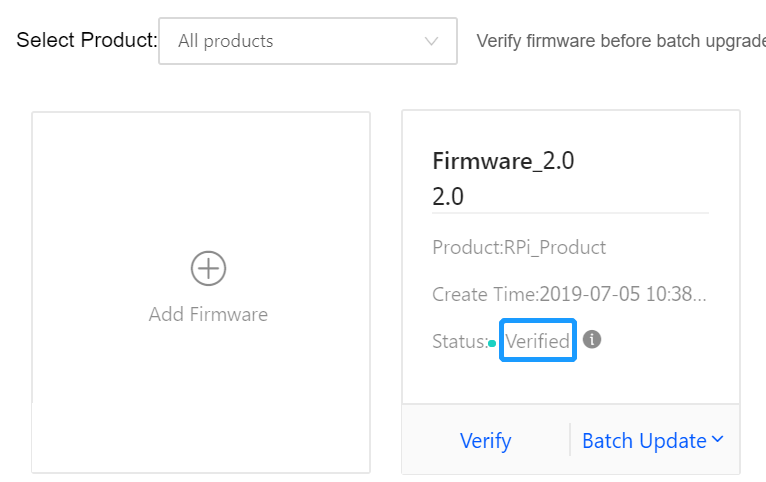 Select Product:
All products
Verify firmware before batch upgrade
Add Firmware
Firmware_2.0
2.0
Product:RPi_Product
Create Time:2019-07-05 10:38...
Status: Verified
Verify
Batch Update